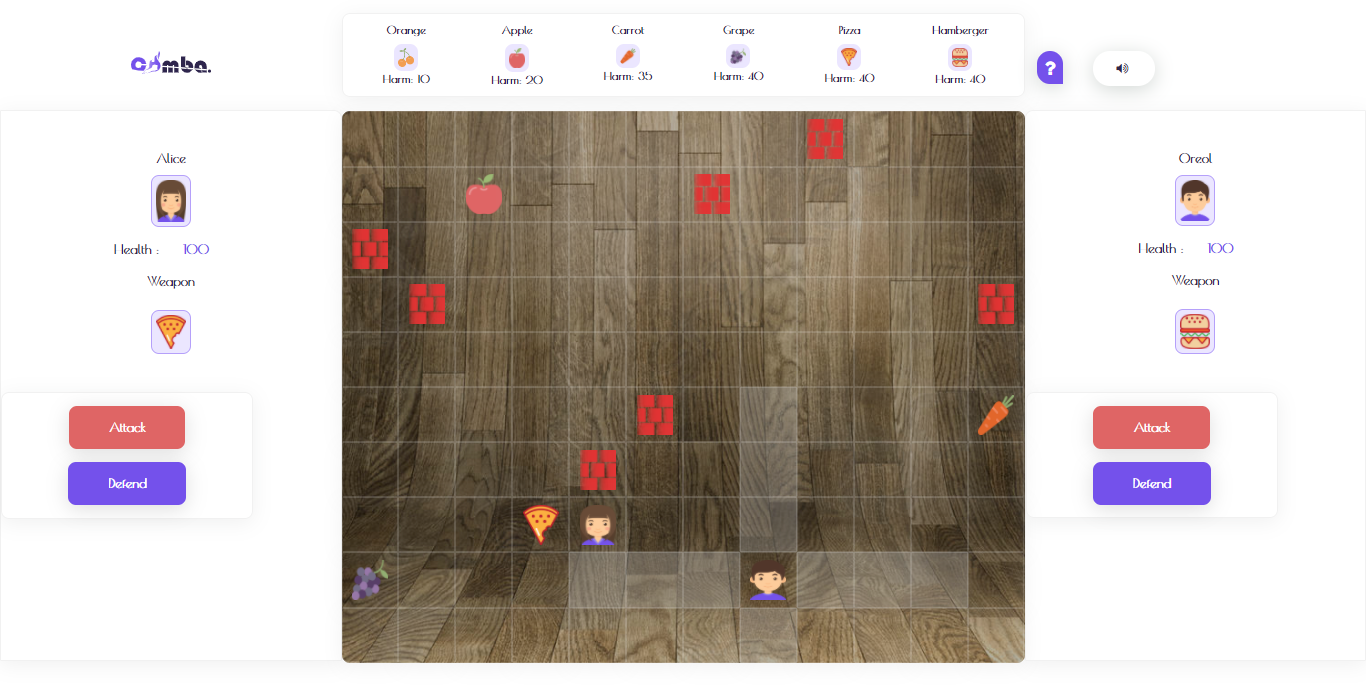 Orange Apple Carrot Grape Pizza Hamberger
Harm: 10 Harm: 20 Harm: 35 Harm: 40 Harm: 40 Harm: 40
?
Alice
Health : 100
Weapon
Attack
Defend
Oreol
Health : 100
Weapon
Attack
Defend